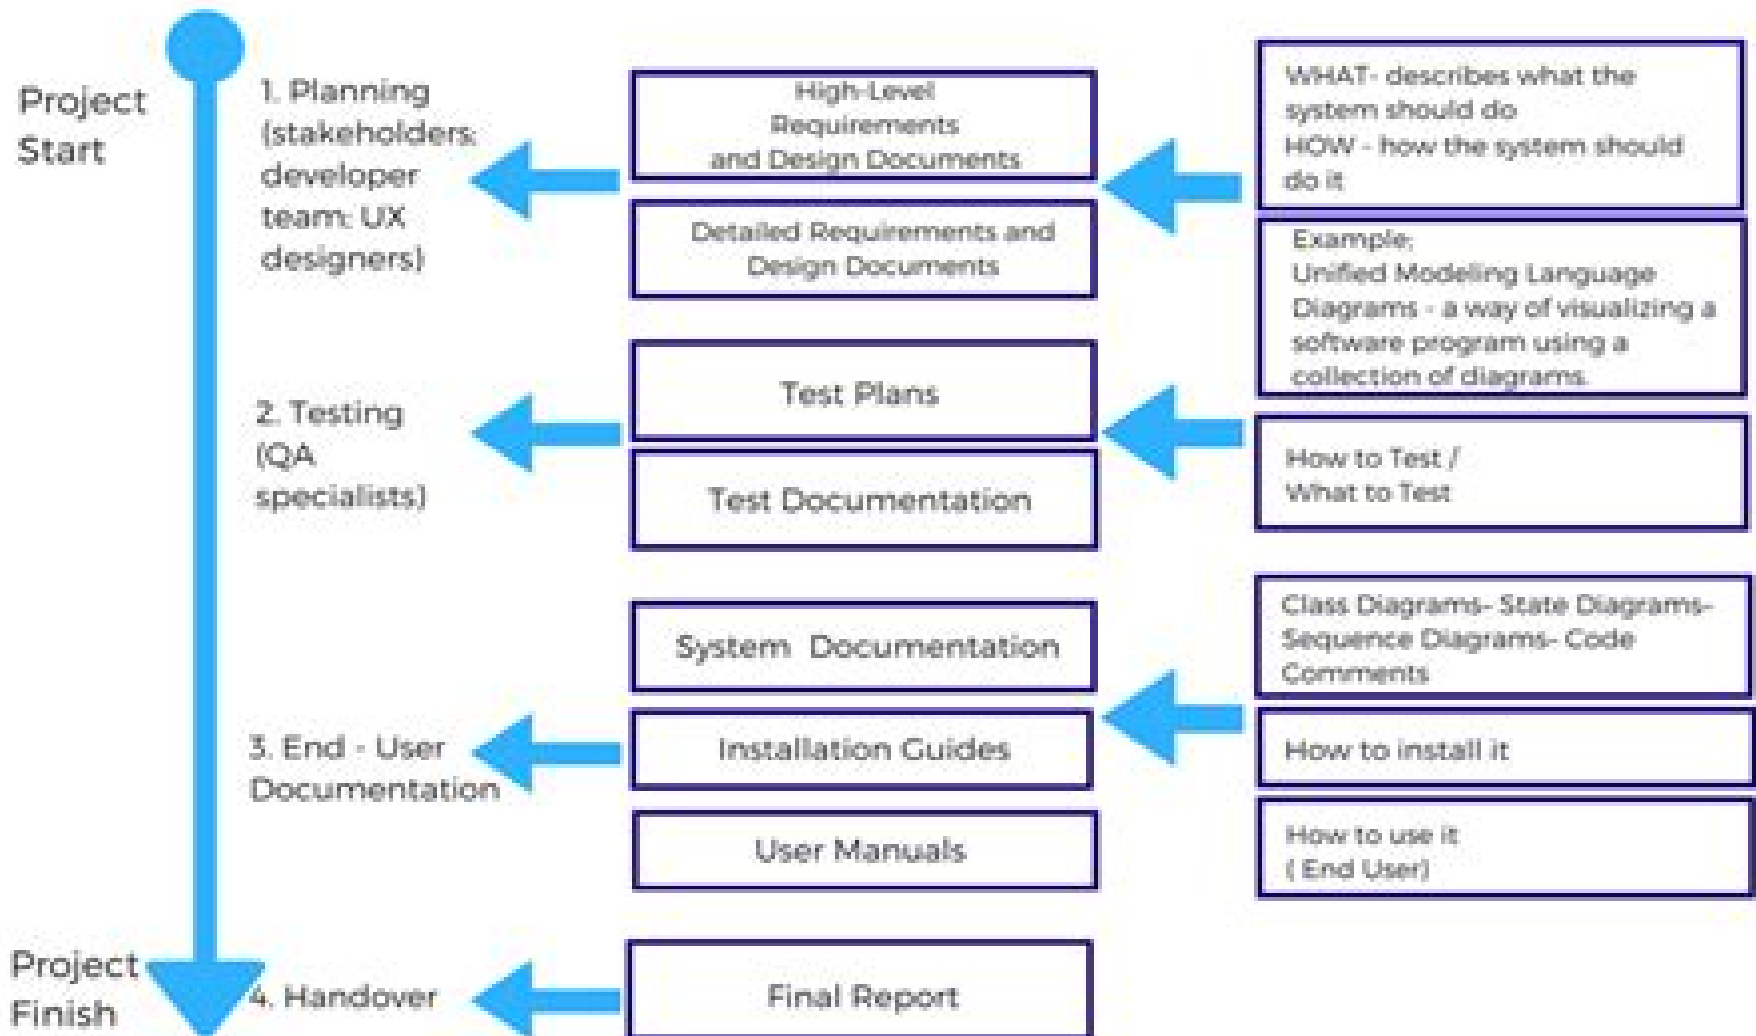 Project
Start
1. Planning
(stakeholders;
developer
team; UX
designers)
High-Level
Requirements
and Design Documents
Detailed Requirements and
Design Documents
WHAT- describes what the
system should do
HOW - how the system should
do it
Example:
Unified Modeling Language
Diagrams - a way of visualizing a
software program using a
collection of diagrams.
2. Testing
(QA
specialists)
Test Plans
Test Documentation
How to Test /
What to Test
3. End - User
Documentation
System Documentation
Installation Guides
User Manuals
Class Diagrams- State Diagrams-
Sequence Diagrams- Code
Comments
How to install it
How to use it
( End User)
Project
Finish
4. Handover
Final Report